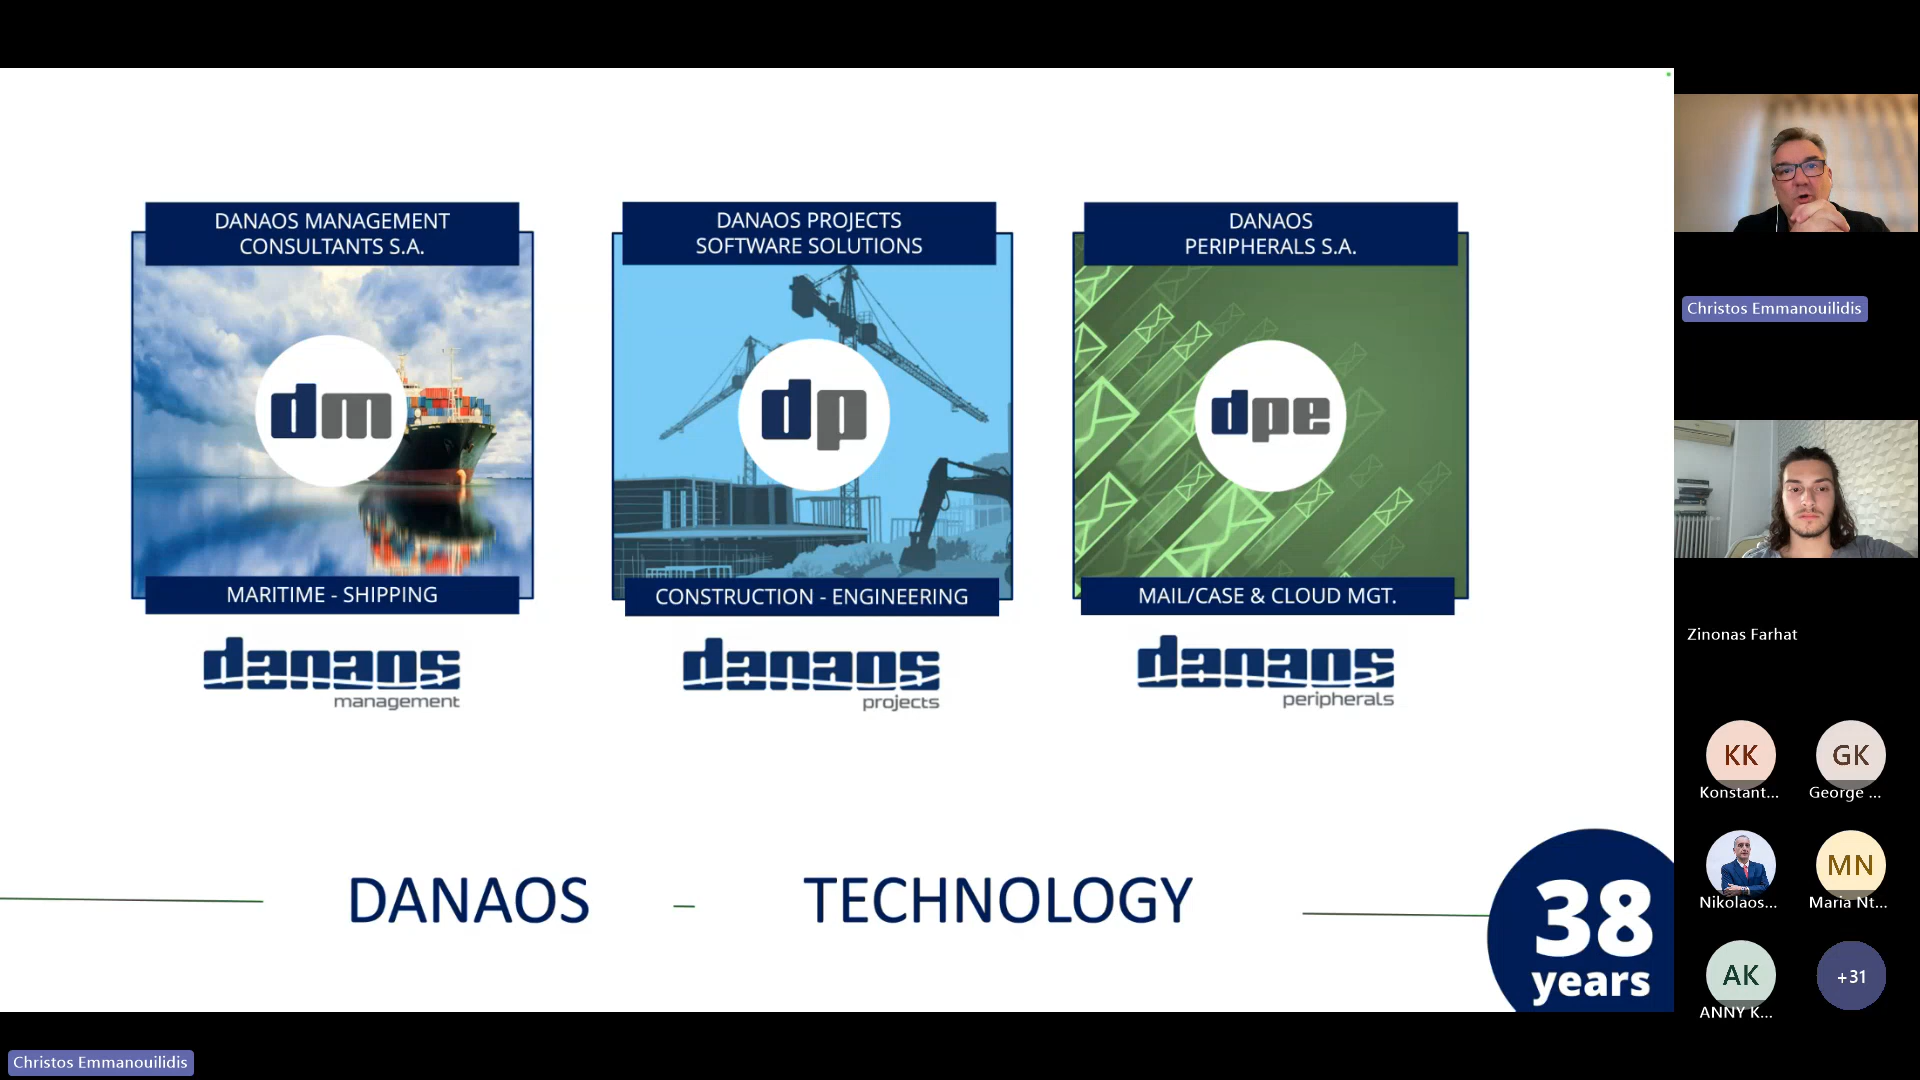 DANAOS MANAGEMENT
CONSULTANTS S.A.
dm
MARITIME - SHIPPING
danaos
management
DANAOS PROJECTS
SOFTWARE SOLUTIONS
dp
CONSTRUCTION - ENGINEERING
danaos
projects
DANAOS
PERIPHERALS S.A.
dpe
MAIL/CASE & CLOUD MGT.
danaos
peripherals
DANAOS – TECHNOLOGY
38
years
Christos Emmanouilidis
Zinonas Farhat
KK
Konstant...
GK
George ...
Nikolaos...
MN
Maria Nt...
AK
ANNY K...
+31
Christos Emmanouilidis